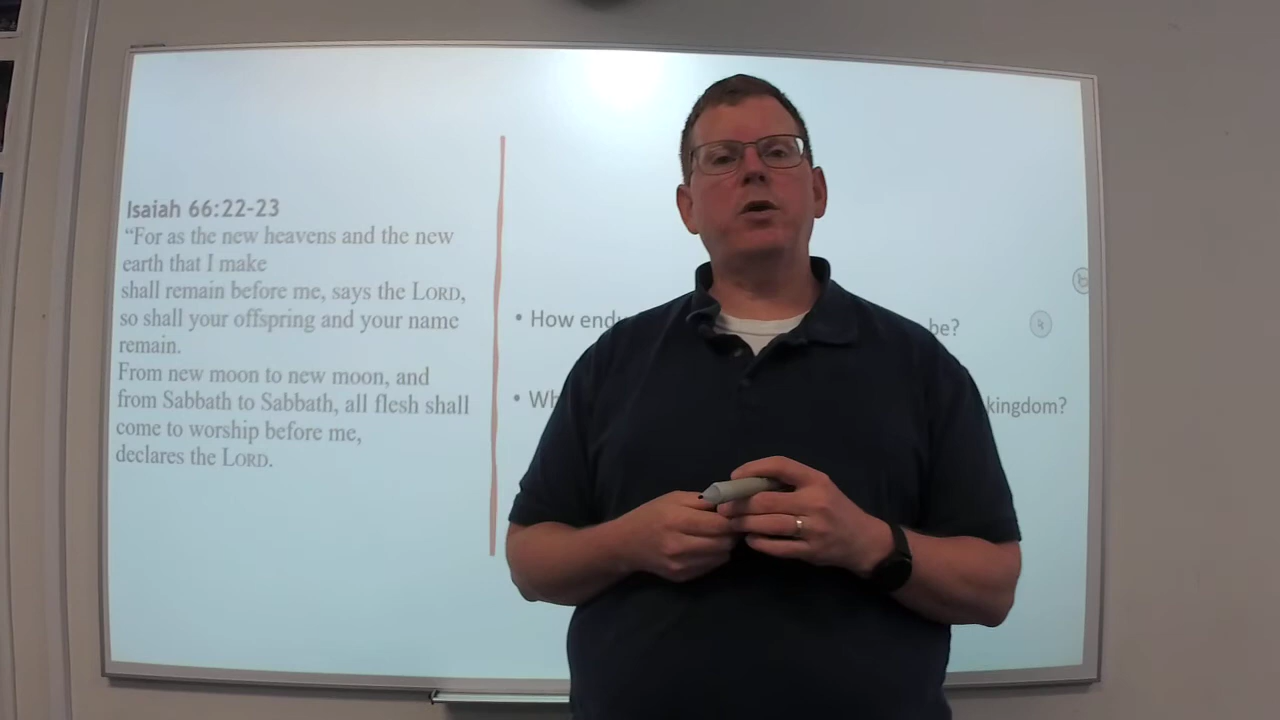 Isaiah 66:22-23
“For as the new heavens and the new
earth that I make
shall remain before me, says the LORD,
so shall your offspring and your name
remain.
From new moon to new moon, and
from Sabbath to Sabbath, all flesh shall
come to worship before me,
declares the LORD.
• How be?
• kingdom?